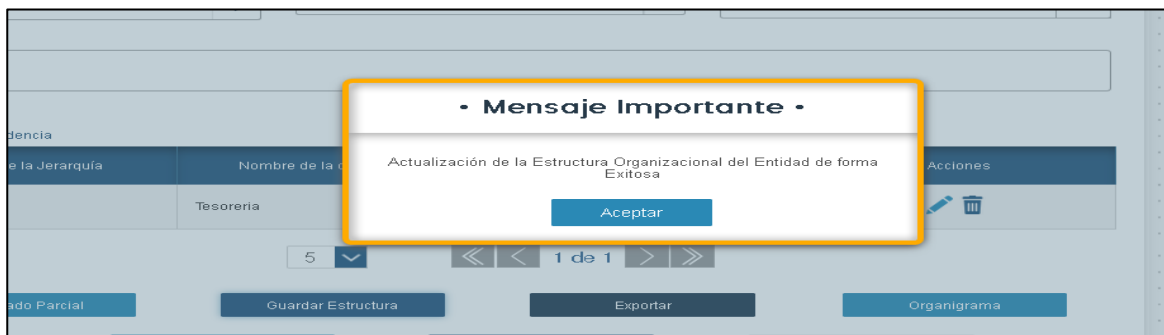 • Mensaje Importante •
dencia
e la Jerarquía Nombre de la d Acciones
Actualización de la Estructura Organizacional del Entidad de forma
Exitosa
Tesoreria
Aceptar
5 1 de 1
ado Parcial Guardar Estructura Exportar Organigrama